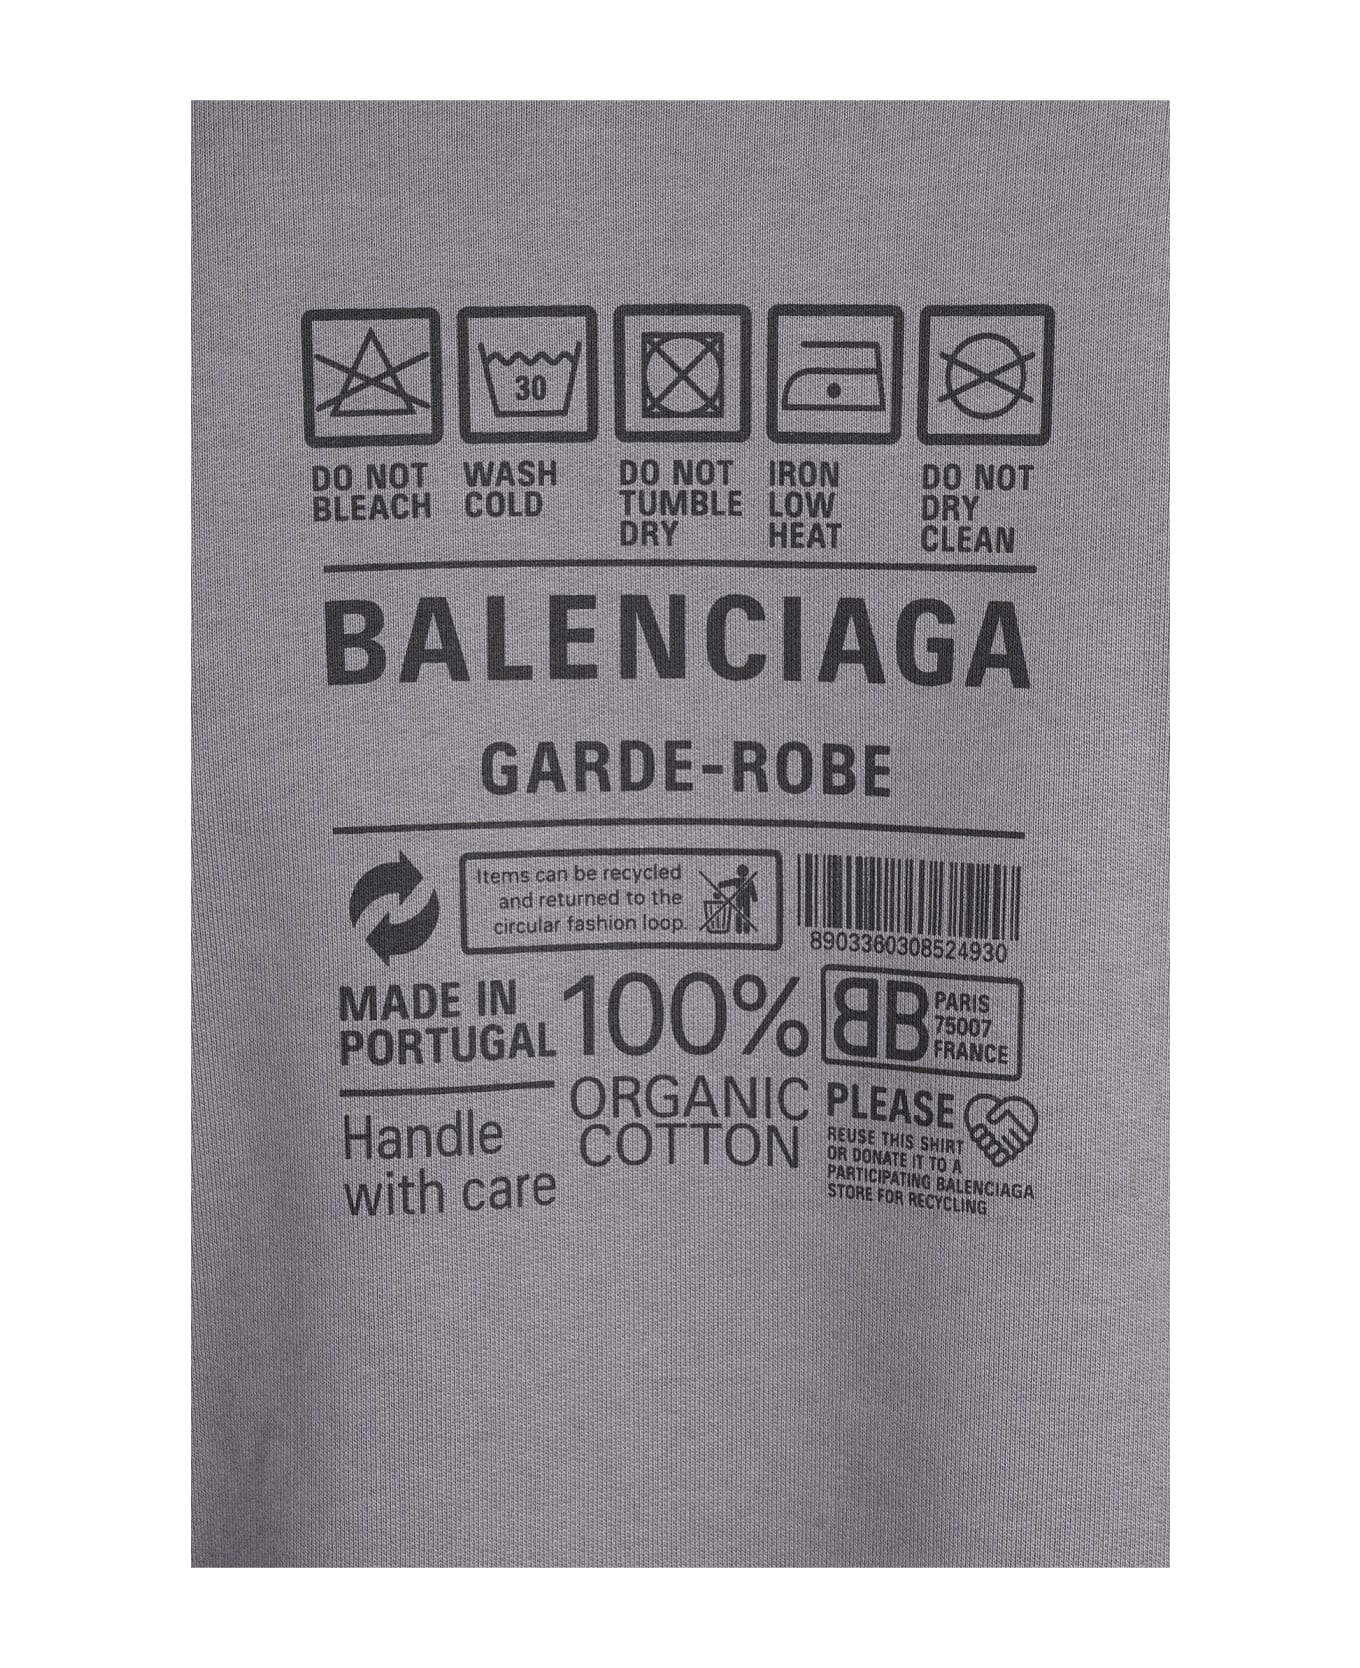 30
DO NOT
BLEACH
WASH
COLD
DO NOT
TUMBLE
DRY
IRON
LOW
HEAT
DO NOT
DRY
CLEAN
BALENCIAGA
GARDE-ROBE
Items can be recycled
and returned to the
circular fashion loop.
8903360308524930
MADE IN
PORTUGAL
100%
ORGANIC
COTTON
BB
PARIS
75007
FRANCE
Handle
with care
PLEASE
REUSE THIS SHIRT
OR DONATE IT TO A
PARTICIPATING BALENCIAGA
STORE FOR RECYCLING